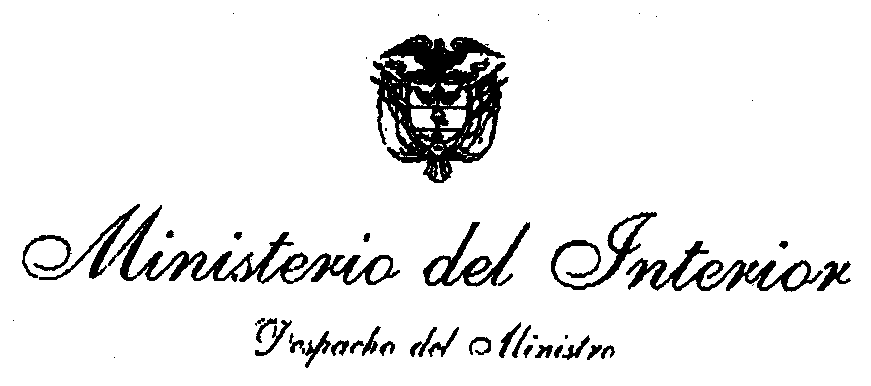 Ministerio del Interior
Despacho del Ministro